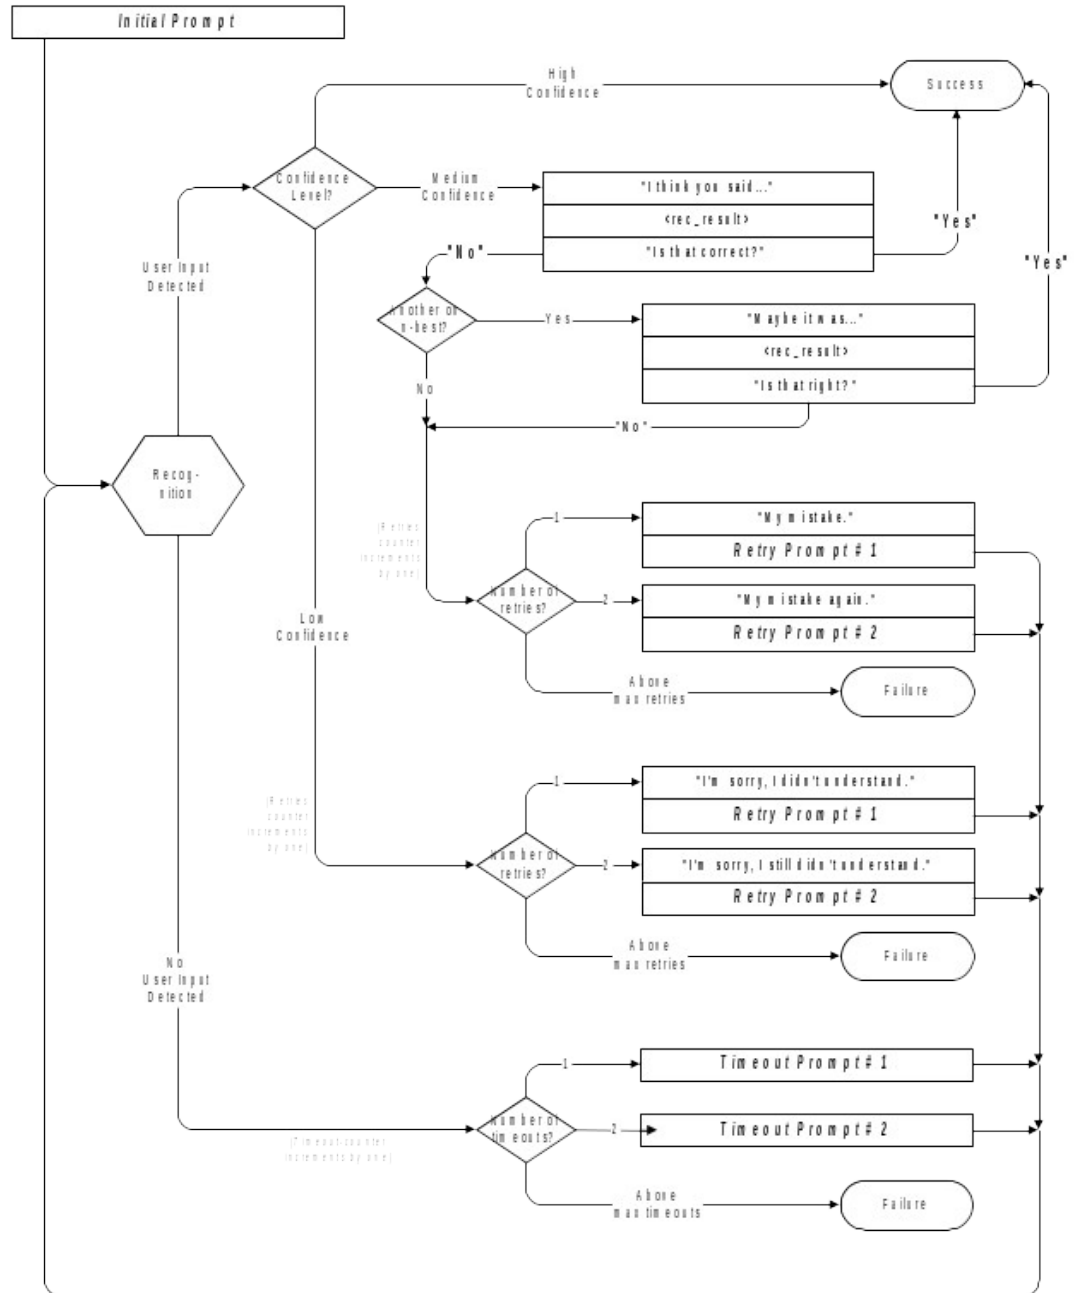 Initial Prompt
High
Confidence
Success
Confidence
Level?
Medium
Confidence
"I think you said..."
<rec_result>
"Is that correct?"
"Yes"
"No"
"Yes"
User Input
Detected
Another on
n-best?
Yes
"Maybe it was..."
<rec_result>
"Is that right?"
No
"No"
Recog-
nition
(Retries
counter
increments
by one)
1
"My mistake."
Retry Prompt #1
Number of
retries?
2
"My mistake again."
Retry Prompt #2
Low
Confidence
Above
max retries
Failure
1
"I'm sorry, I didn't understand."
Retry Prompt #1
(Retries
counter
increments
by one)
Number of
retries?
2
"I'm sorry, I still didn't understand."
Retry Prompt #2
Above
max retries
Failure
No
User Input
Detected
1
Timeout Prompt #1
Number of
timeouts?
2
Timeout Prompt #2
(Timeout-counter
increments by one)
Above
max timeouts
Failure